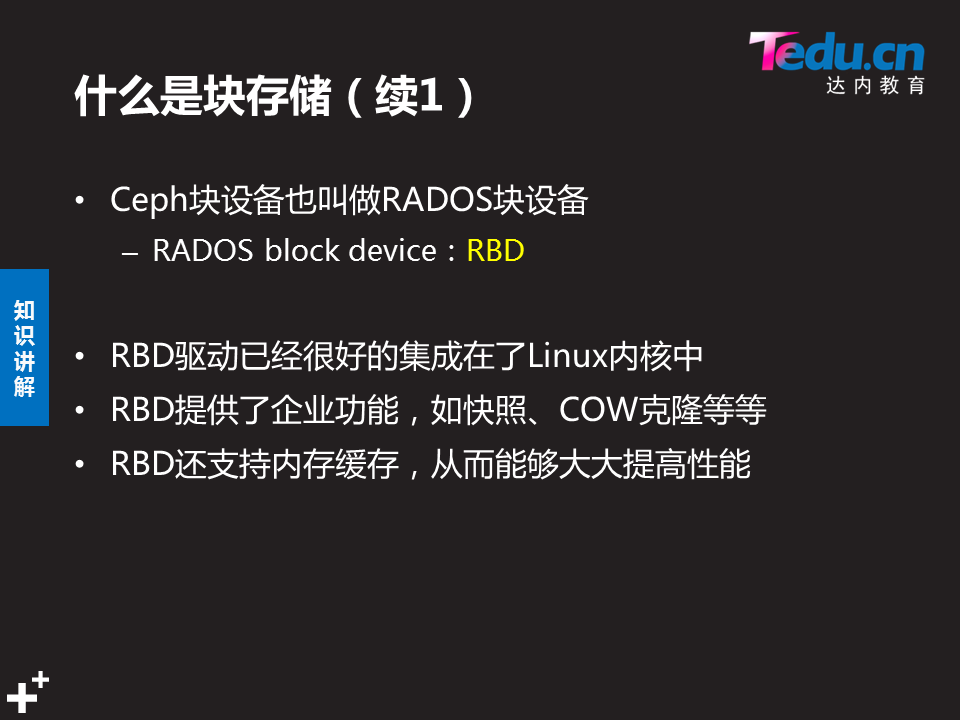 Tedu.cn
达内教育
什么是块存储（续1）
• Ceph块设备也叫做RADOS块设备
– RADOS block device：RBD
知识讲解
• RBD驱动已经很好的集成在了Linux内核中
• RBD提供了企业功能，如快照、COW克隆等等
• RBD还支持内存缓存，从而能够大大提高性能